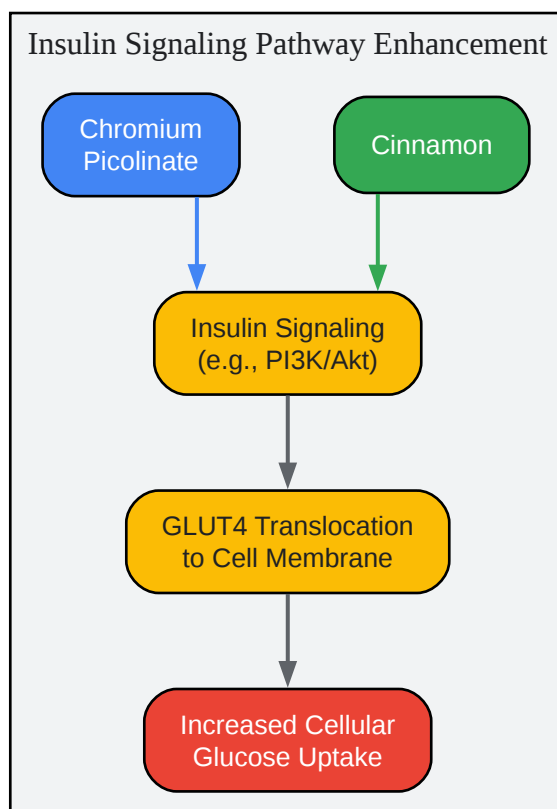 Insulin Signaling Pathway Enhancement
Chromium
Picolinate
Cinnamon
Insulin Signaling
(e.g., PI3K/Akt)
GLUT4 Translocation
to Cell Membrane
Increased Cellular
Glucose Uptake